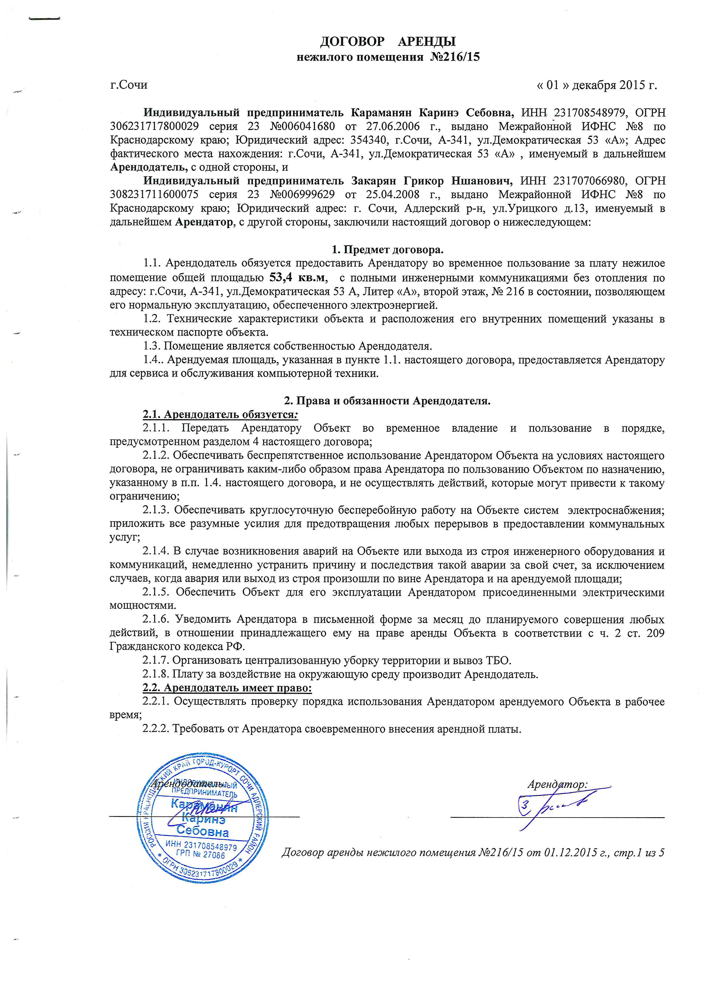 ДОГОВОР АРЕНДЫ
нежилого помещения №216/15
г.Сочи « 01 » декабря 2015 г.
Индивидуальный предприниматель Караманян Каринэ Себовна, ИНН 231708548979, ОГРН
306231717800029 серия 23 №006041680 от 27.06.2006 г., выдано Межрайонной ИФНС №8 по
Краснодарскому краю; Юридический адрес: 354340, г.Сочи, А-341, ул.Демократическая 53 «А»; Адрес
фактического места нахождения: г.Сочи, А-341, ул.Демократическая 53 «А» , именуемый в дальнейшем
Арендодатель, с одной стороны, и
Индивидуальный предприниматель Закарян Грикор Ншанович, ИНН 231707066980, ОГРН
308231711600075 серия 23 №006999629 от 25.04.2008 г., выдано Межрайонной ИФНС №8 по
Краснодарскому краю; Юридический адрес: г. Сочи, Адлерский р-н, ул.Урицкого д.13, именуемый в
дальнейшем Арендатор, с другой стороны, заключили настоящий договор о нижеследующем:
1. Предмет договора.
1.1. Арендодатель обязуется предоставить Арендатору во временное пользование за плату нежилое
помещение общей площадью 53,4 кв.м, с полными инженерными коммуникациями без отопления по
адресу: г.Сочи, А-341, ул.Демократическая 53 А, Литер «А», второй этаж, № 216 в состоянии, позволяющем
его нормальную эксплуатацию, обеспеченного электроэнергией.
1.2. Технические характеристики объекта и расположения его внутренних помещений указаны в
техническом паспорте объекта.
1.3. Помещение является собственностью Арендодателя.
1.4.. Арендуемая площадь, указанная в пункте 1.1. настоящего договора, предоставляется Арендатору
для сервиса и обслуживания компьютерной техники.
2. Права и обязанности Арендодателя.
2.1. Арендодатель обязуется:
2.1.1. Передать Арендатору Объект во временное владение и пользование в порядке,
предусмотренном разделом 4 настоящего договора;
2.1.2. Обеспечивать беспрепятственное использование Арендатором Объекта на условиях настоящего
договора, не ограничивать каким-либо образом права Арендатора по пользованию Объектом по назначению,
указанному в п.п. 1.4. настоящего договора, и не осуществлять действий, которые могут привести к такому
ограничению;
2.1.3. Обеспечивать круглосуточную бесперебойную работу на Объекте систем электроснабжения;
приложить все разумные усилия для предотвращения любых перерывов в предоставлении коммунальных
услуг;
2.1.4. В случае возникновения аварий на Объекте или выхода из строя инженерного оборудования и
коммуникаций, немедленно устранить причину и последствия такой аварии за свой счет, за исключением
случаев, когда авария или выход из строя произошли по вине Арендатора и на арендуемой площади;
2.1.5. Обеспечить Объект для его эксплуатации Арендатором присоединенными электрическими
мощностями.
2.1.6. Уведомить Арендатора в письменной форме за месяц до планируемого совершения любых
действий, в отношении принадлежащего ему на праве аренды Объекта в соответствии с ч. 2 ст. 209
Гражданского кодекса РФ.
2.1.7. Организовать централизованную уборку территории и вывоз ТБО.
2.1.8. Плату за воздействие на окружающую среду производит Арендодатель.
2.2. Арендодатель имеет право:
2.2.1. Осуществлять проверку порядка использования Арендатором арендуемого Объекта в рабочее
время;
2.2.2. Требовать от Арендатора своевременного внесения арендной платы.
Арендодатель: Арендатор:
РОССИЯ КРАСНОДАРСКИЙ КРАЙ ГОРОД-КУРОРТ СОЧИ АДЛЕРСКИЙ РАЙОН
ИНДИВИДУАЛЬНЫЙ
ПРЕДПРИНИМАТЕЛЬ
Караманян
Каринэ
Себовна
ИНН 231708548979
ГРП № 27086
* ОГРН 306231717800029 *
Договор аренды нежилого помещения №216/15 от 01.12.2015 г., стр.1 из 5